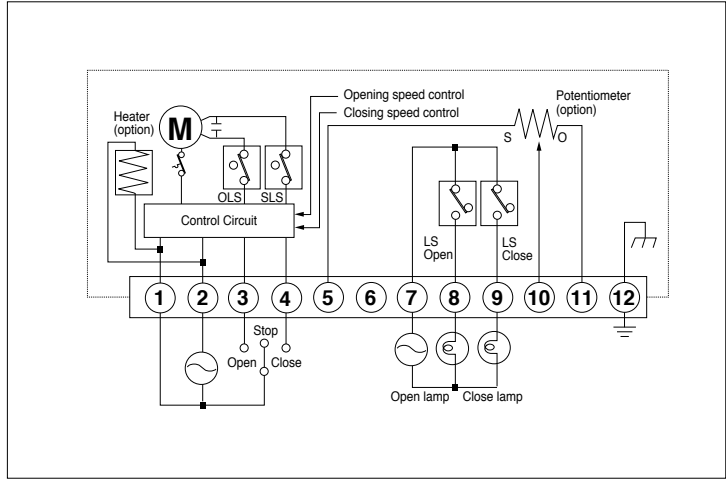 Opening speed control
Closing speed control
Potentiometer
(option)
Heater
(option)
M
S
O
OLS
SLS
Control Circuit
LS
Open
LS
Close
1 2 3 4 5 6 7 8 9 10 11 12
Stop
Open
Close
Open lamp
Close lamp